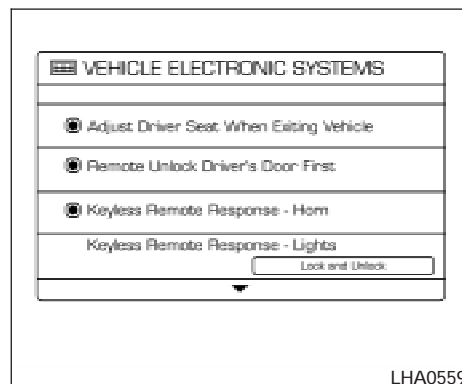 VEHICLE ELECTRONIC SYSTEMS
Adjust Driver Seat When Exiting Vehicle
Remote Unlock Driver's Door First
Keyless Remote Response - Horn
Keyless Remote Response - Lights
Lock and Unlock
LHA0559